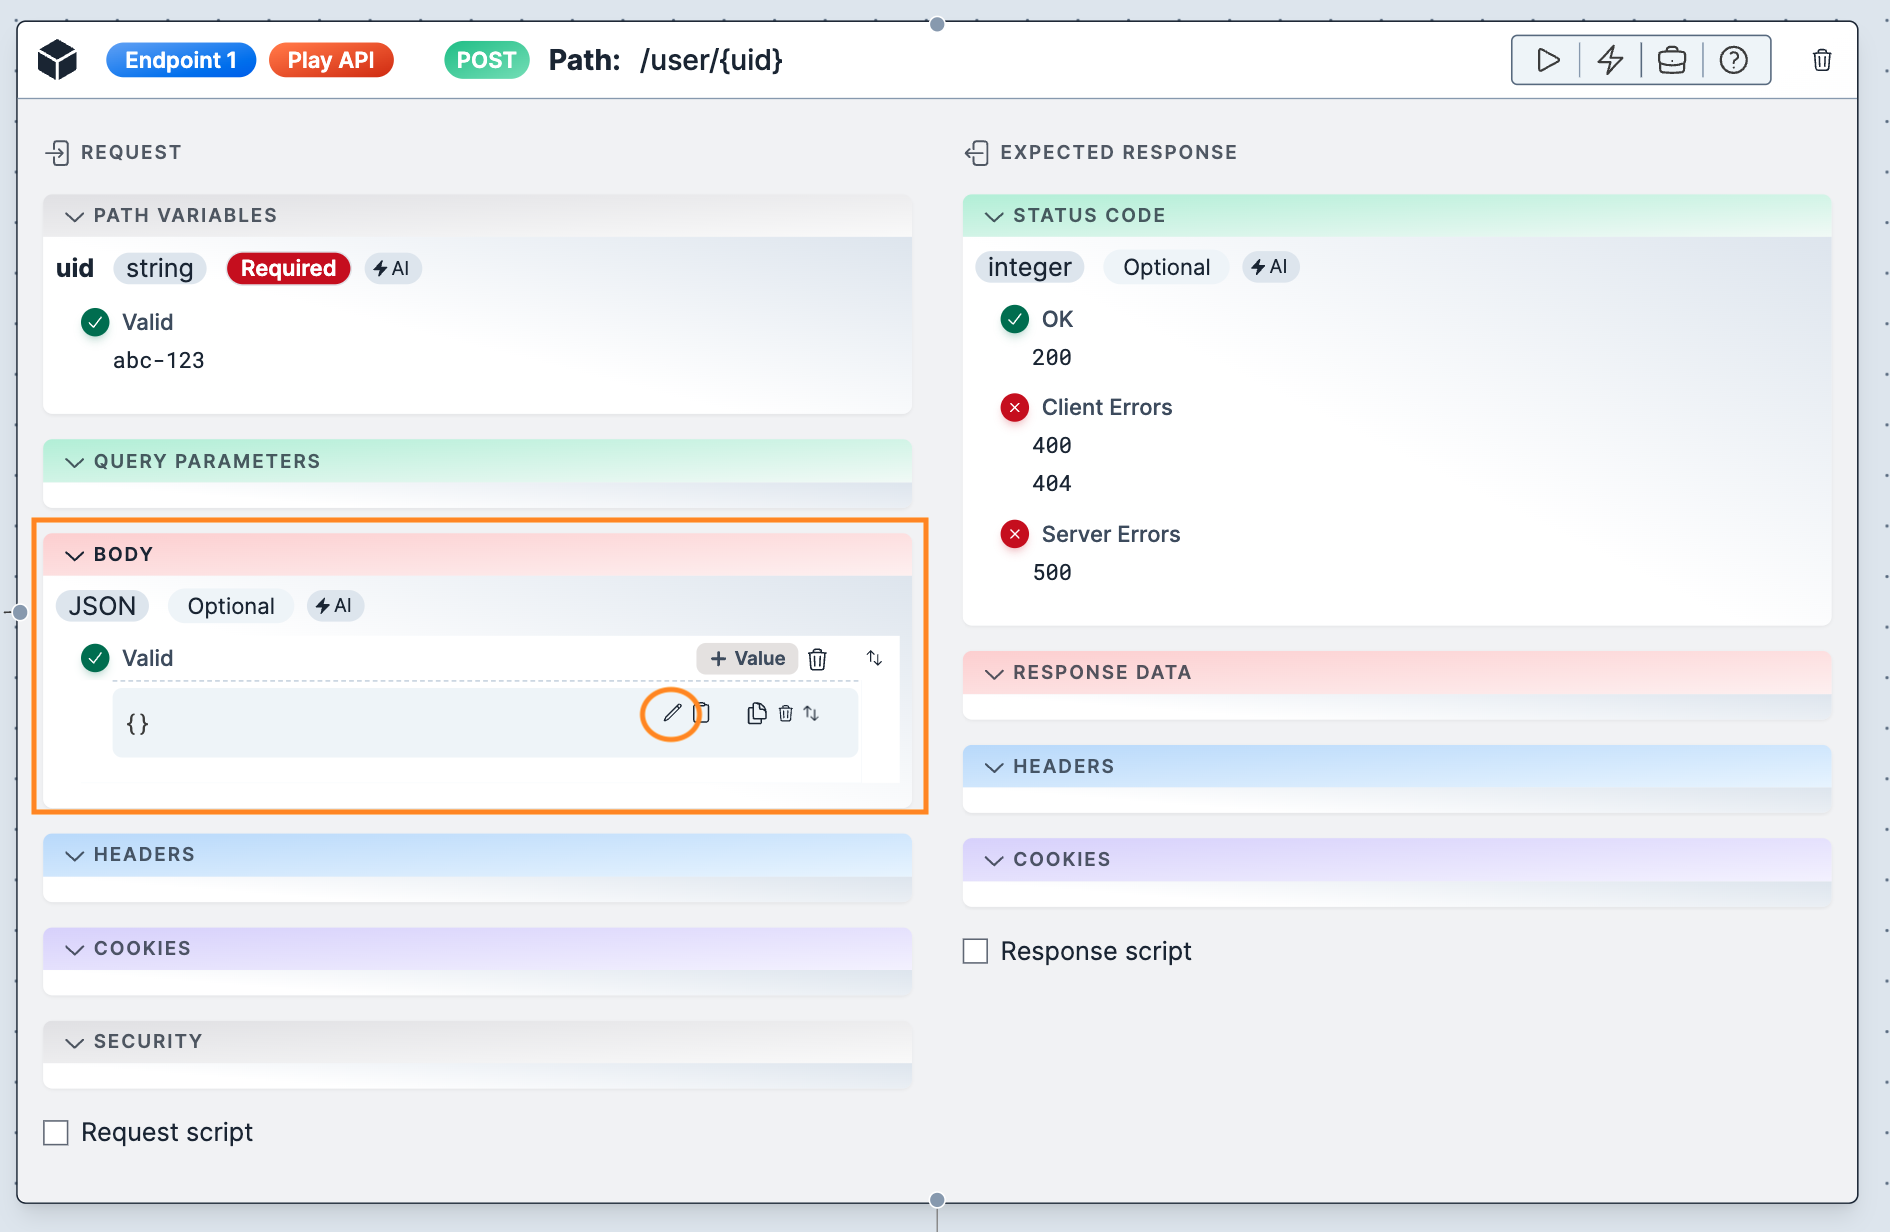 Endpoint 1 Play API POST Path: /user/{uid}
REQUEST
PATH VARIABLES
uid string Required AI
Valid
abc-123
QUERY PARAMETERS
BODY
JSON Optional AI
Valid + Value
{}
HEADERS
COOKIES
SECURITY
Request script
EXPECTED RESPONSE
STATUS CODE
integer Optional AI
OK
200
Client Errors
400
404
Server Errors
500
RESPONSE DATA
HEADERS
COOKIES
Response script